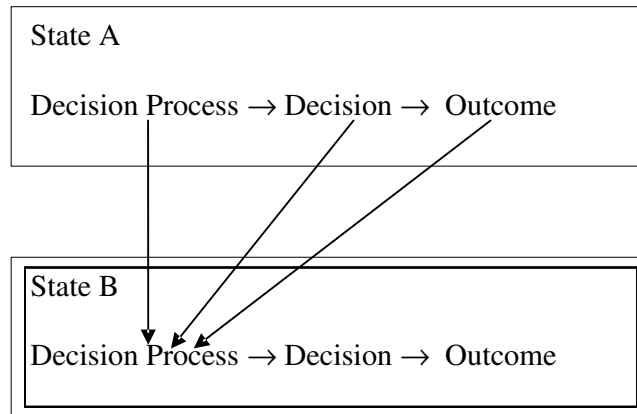 State A
Decision Process → Decision → Outcome
State B
Decision Process → Decision → Outcome